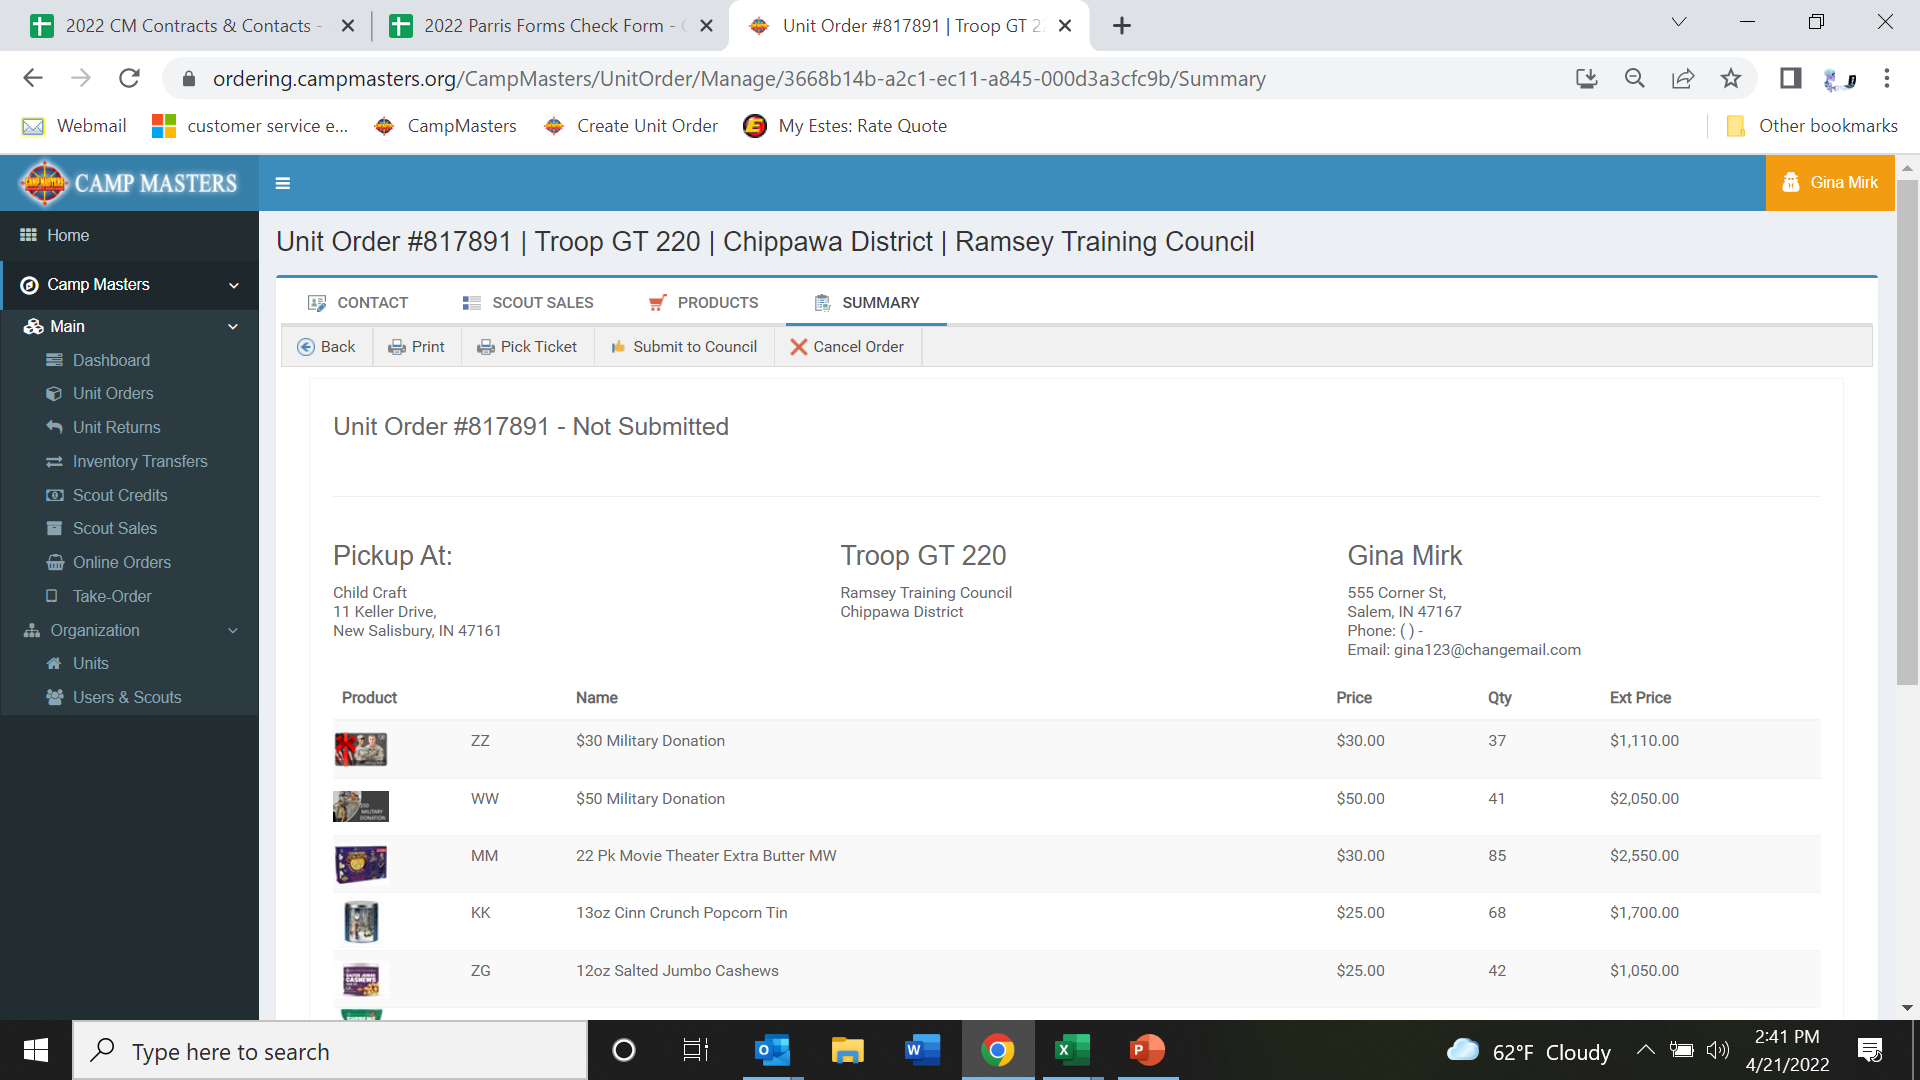 2022 CM Contracts & Contacts -
2022 Parris Forms Check Form -
Unit Order #817891 | Troop GT 2
ordering.campmasters.org/CampMasters/UnitOrder/Manage/3668b14b-a2c1-ec11-a845-000d3a3cfc9b/Summary
Webmail
customer service e...
CampMasters
Create Unit Order
My Estes: Rate Quote
Other bookmarks
CAMP MASTERS
Gina Mirk
Home
Camp Masters
Main
Dashboard
Unit Orders
Unit Returns
Inventory Transfers
Scout Credits
Scout Sales
Online Orders
Take-Order
Organization
Units
Users & Scouts
Unit Order #817891 | Troop GT 220 | Chippawa District | Ramsey Training Council
CONTACT SCOUT SALES PRODUCTS SUMMARY
Back Print Pick Ticket Submit to Council Cancel Order
Unit Order #817891 - Not Submitted
Pickup At:
Child Craft
11 Keller Drive,
New Salisbury, IN 47161
Troop GT 220
Ramsey Training Council
Chippawa District
Gina Mirk
555 Corner St,
Salem, IN 47167
Phone: ( ) -
Email: gina123@changemail.com
Product Name Price Qty Ext Price
ZZ $30 Military Donation $30.00 37 $1,110.00
WW $50 Military Donation $50.00 41 $2,050.00
MM 22 Pk Movie Theater Extra Butter MW $30.00 85 $2,550.00
KK 13oz Cinn Crunch Popcorn Tin $25.00 68 $1,700.00
ZG 12oz Salted Jumbo Cashews $25.00 42 $1,050.00
Type here to search
62°F Cloudy
2:41 PM
4/21/2022